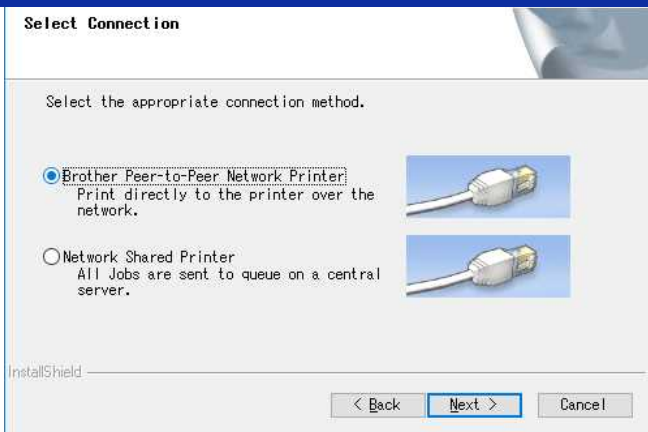 Select Connection
Select the appropriate connection method.
Brother Peer-to-Peer Network Printer
Print directly to the printer over the
network.
Network Shared Printer
All Jobs are sent to queue on a central
server.
InstallShield
< Back Next > Cancel